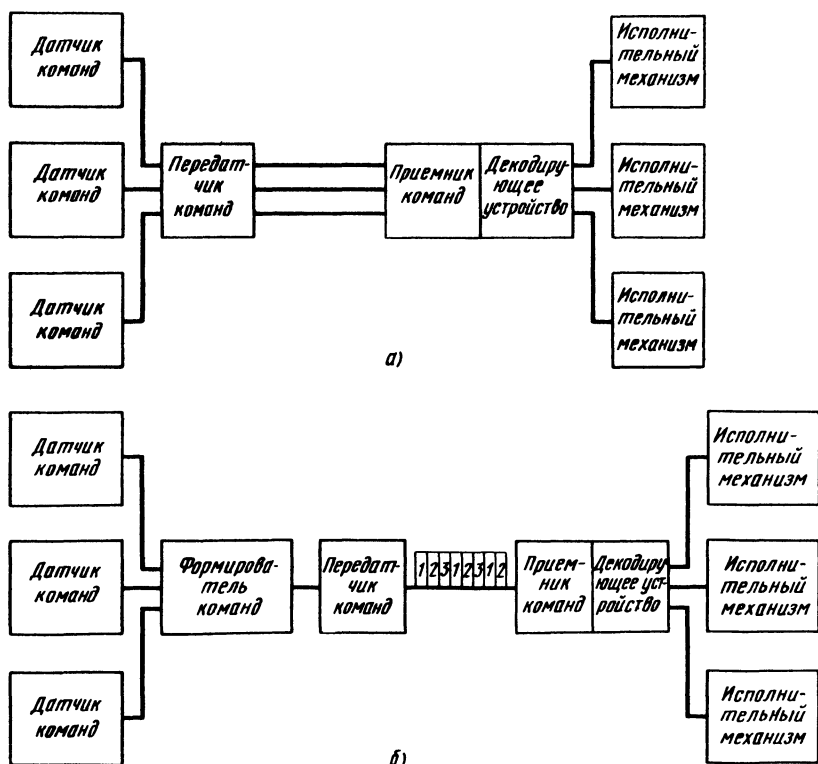 Датчик
команд
Датчик
команд
Датчик
команд
Передат-
чик
команд
Приемник
команд
Декодиру-
ющее
устройство
Исполни-
тельный
механизм
Исполни-
тельный
механизм
Исполни-
тельный
механизм
а)
Датчик
команд
Датчик
команд
Датчик
команд
Формирова-
тель
команд
Передат-
чик
команд
1 2 3 1 2 3 1 2
Прием-
ник
команд
Декодиру-
ющее уст-
ройство
Исполни-
тельный
механизм
Исполни-
тельный
механизм
Исполни-
тельный
механизм
б)